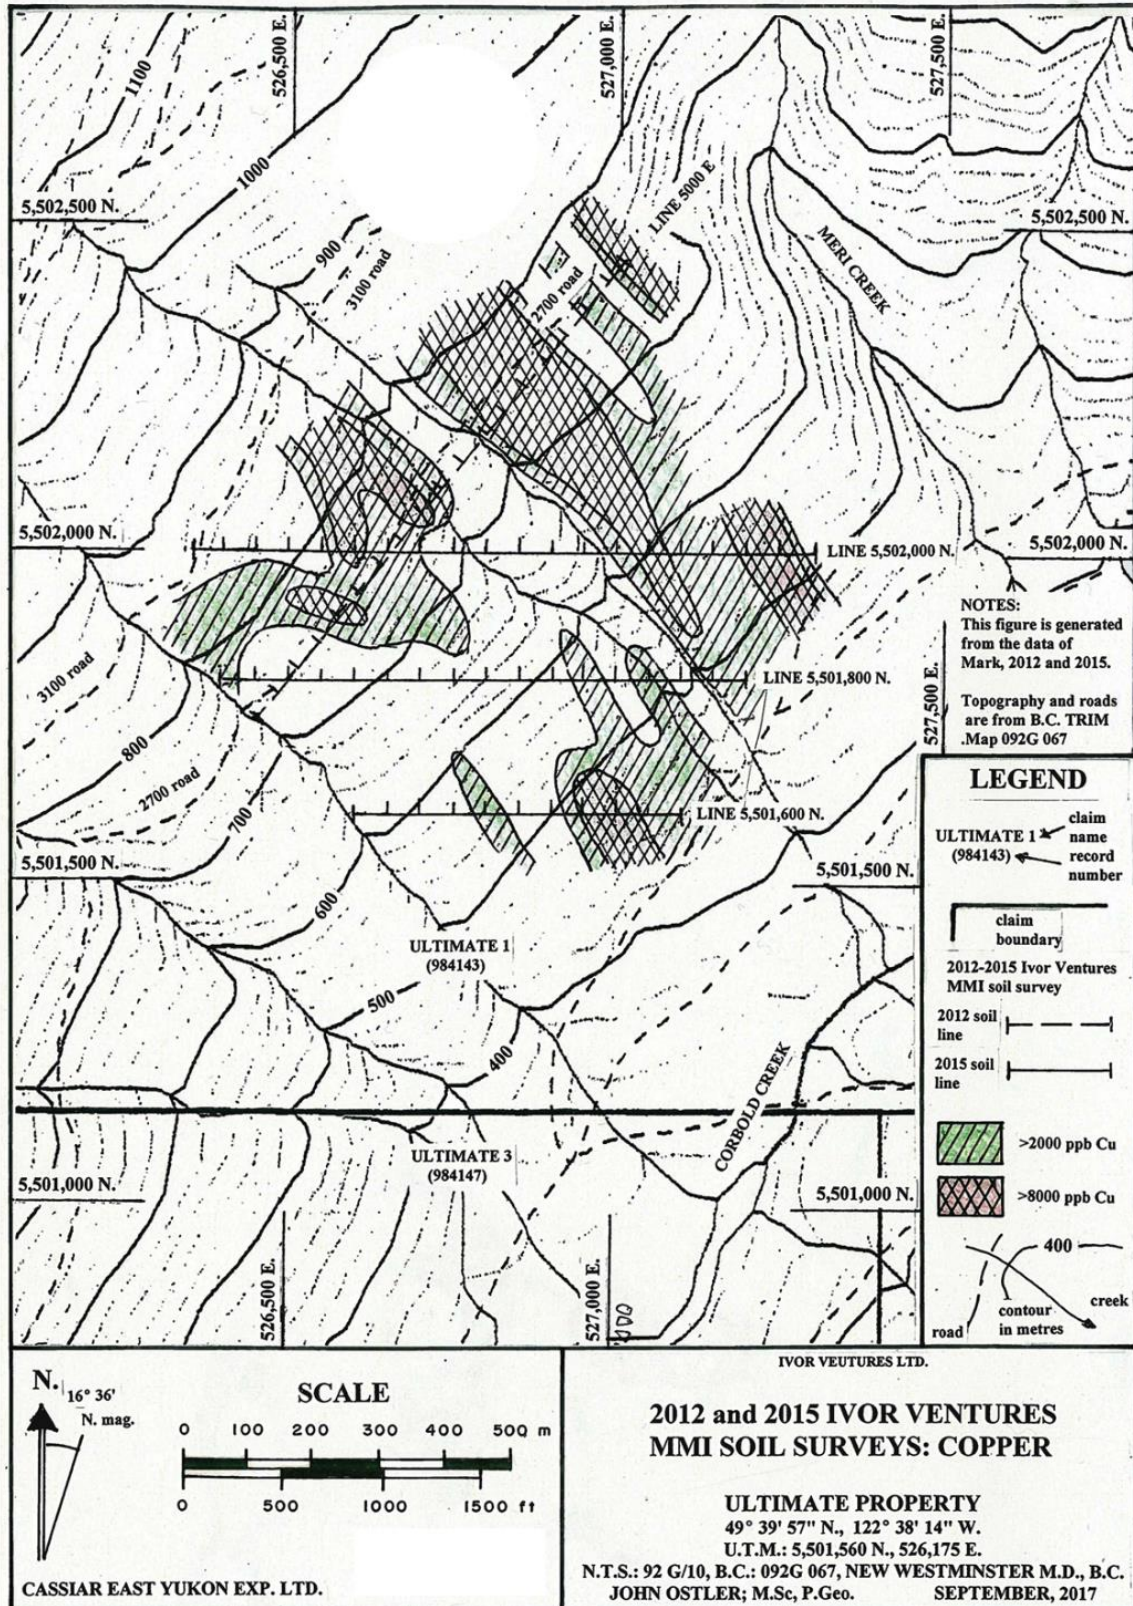 526,500 E.
527,000 E.
527,500 E.
1100
1000
5,502,500 N.
5,502,500 N.
900
3100 road
LINE 5000 E
2700 road
MERI CREEK
5,502,000 N.
LINE 5,502,000 N.
5,502,000 N.
NOTES:
This figure is generated
from the data of
Mark, 2012 and 2015.
Topography and roads
are from B.C. TRIM
.Map 092G 067
527,500 E.
3100 road
LINE 5,501,800 N.
800
2700 road
700
LINE 5,501,600 N.
5,501,500 N.
5,501,500 N.
600
ULTIMATE 1
(984143)
500
400
CORBOLD CREEK
ULTIMATE 3
(984147)
5,501,000 N.
5,501,000 N.
526,500 E.
527,000 E.
LEGEND
ULTIMATE 1
(984143)
claim
name
record
number
claim
boundary
2012-2015 Ivor Ventures
MMI soil survey
2012 soil
line
2015 soil
line
>2000 ppb Cu
>8000 ppb Cu
400
creek
contour
in metres
road
N.
16° 36'
N. mag.
SCALE
0 100 200 300 400 500 m
0 500 1000 1500 ft
CASSIAR EAST YUKON EXP. LTD.
IVOR VEUTURES LTD.
2012 and 2015 IVOR VENTURES
MMI SOIL SURVEYS: COPPER
ULTIMATE PROPERTY
49° 39' 57" N., 122° 38' 14" W.
U.T.M.: 5,501,560 N., 526,175 E.
N.T.S.: 92 G/10, B.C.: 092G 067, NEW WESTMINSTER M.D., B.C.
JOHN OSTLER; M.Sc, P.Geo. SEPTEMBER, 2017